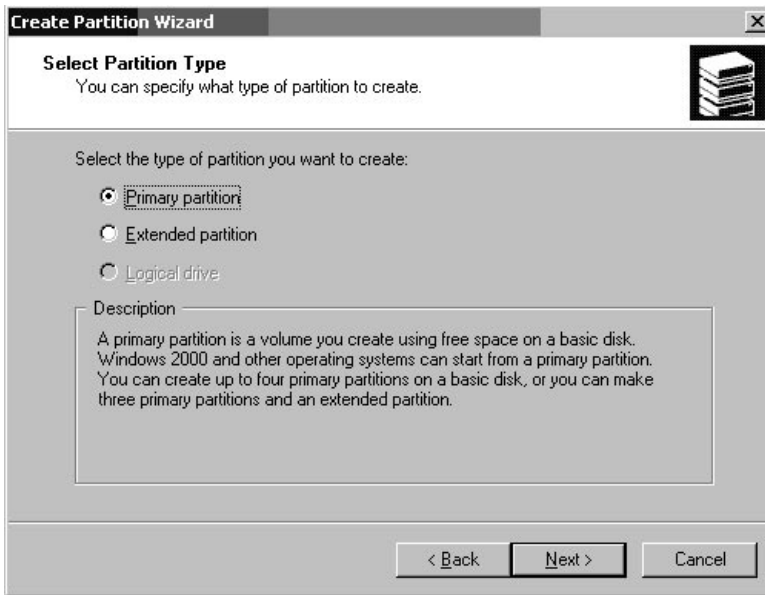 Create Partition Wizard
Select Partition Type
You can specify what type of partition to create.
Select the type of partition you want to create:
Primary partition
Extended partition
Logical drive
Description
A primary partition is a volume you create using free space on a basic disk.
Windows 2000 and other operating systems can start from a primary partition.
You can create up to four primary partitions on a basic disk, or you can make
three primary partitions and an extended partition.
< Back
Next >
Cancel